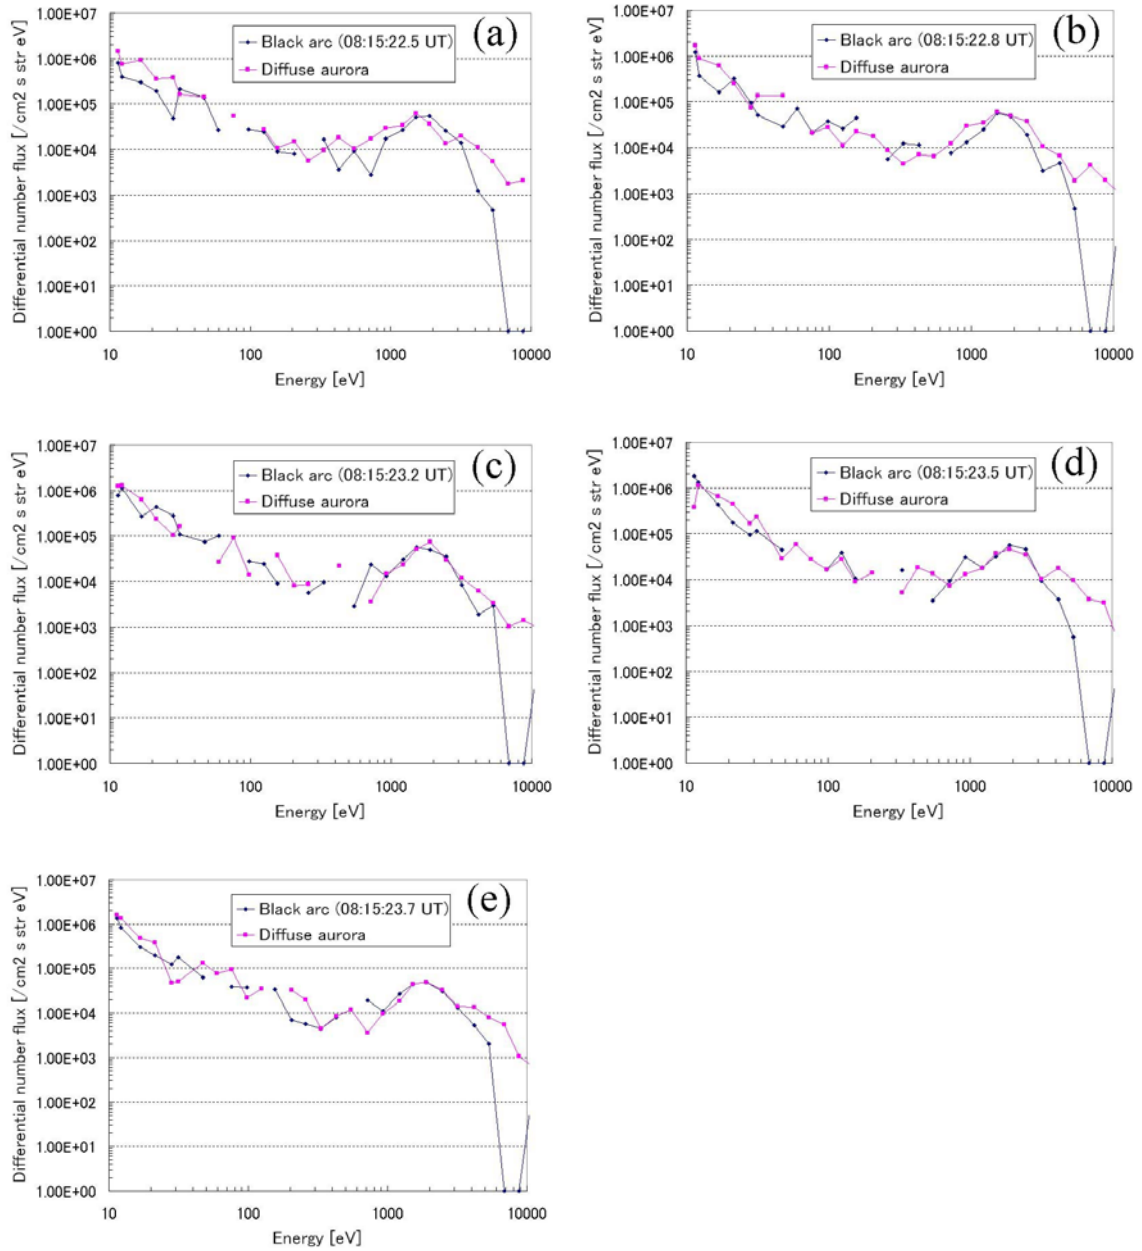 (a)
Black arc (08:15:22.5 UT)
Diffuse aurora
Differential number flux [/cm2 s str eV]
1.00E+07
1.00E+06
1.00E+05
1.00E+04
1.00E+03
1.00E+02
1.00E+01
1.00E+00
10 100 1000 10000
Energy [eV]
(b)
Black arc (08:15:22.8 UT)
Diffuse aurora
Differential number flux [/cm2 s str eV]
1.00E+07
1.00E+06
1.00E+05
1.00E+04
1.00E+03
1.00E+02
1.00E+01
1.00E+00
10 100 1000 10000
Energy [eV]
(c)
Black arc (08:15:23.2 UT)
Diffuse aurora
Differential number flux [/cm2 s str eV]
1.00E+07
1.00E+06
1.00E+05
1.00E+04
1.00E+03
1.00E+02
1.00E+01
1.00E+00
10 100 1000 10000
Energy [eV]
(d)
Black arc (08:15:23.5 UT)
Diffuse aurora
Differential number flux [/cm2 s str eV]
1.00E+07
1.00E+06
1.00E+05
1.00E+04
1.00E+03
1.00E+02
1.00E+01
1.00E+00
10 100 1000 10000
Energy [eV]
(e)
Black arc (08:15:23.7 UT)
Diffuse aurora
Differential number flux [/cm2 s str eV]
1.00E+07
1.00E+06
1.00E+05
1.00E+04
1.00E+03
1.00E+02
1.00E+01
1.00E+00
10 100 1000 10000
Energy [eV]